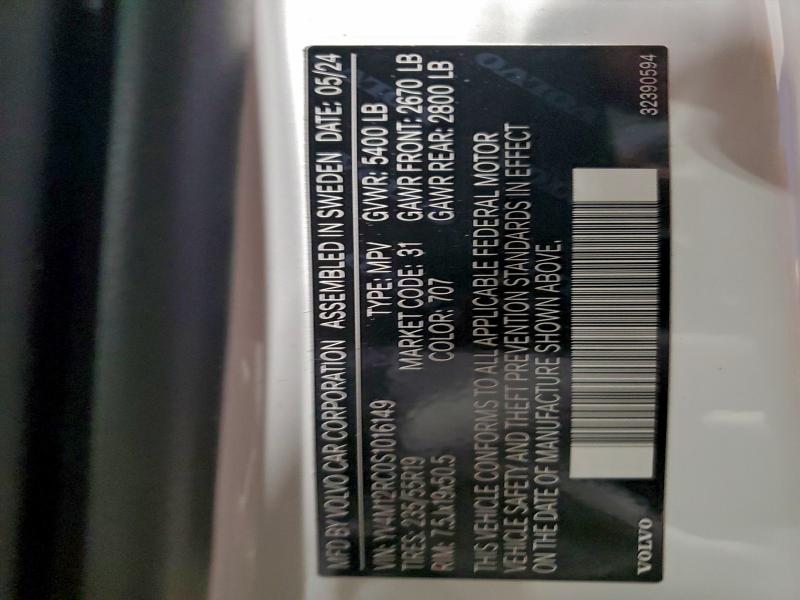 MFD BY VOLVO CAR CORPORATION ASSEMBLED IN SWEDEN DATE: 05/24
VIN: YV4M12RC0S1016149 TYPE: MPV GVWR: 5400 LB
TIRES: 235/55R19 MARKET CODE: 31 GAWR FRONT: 2670 LB
RIM: 7.5Jx19x50.5 COLOR: 707 GAWR REAR: 2800 LB
THIS VEHICLE CONFORMS TO ALL APPLICABLE FEDERAL MOTOR
VEHICLE SAFETY AND THEFT PREVENTION STANDARDS IN EFFECT
ON THE DATE OF MANUFACTURE SHOWN ABOVE.
VOLVO 32390594